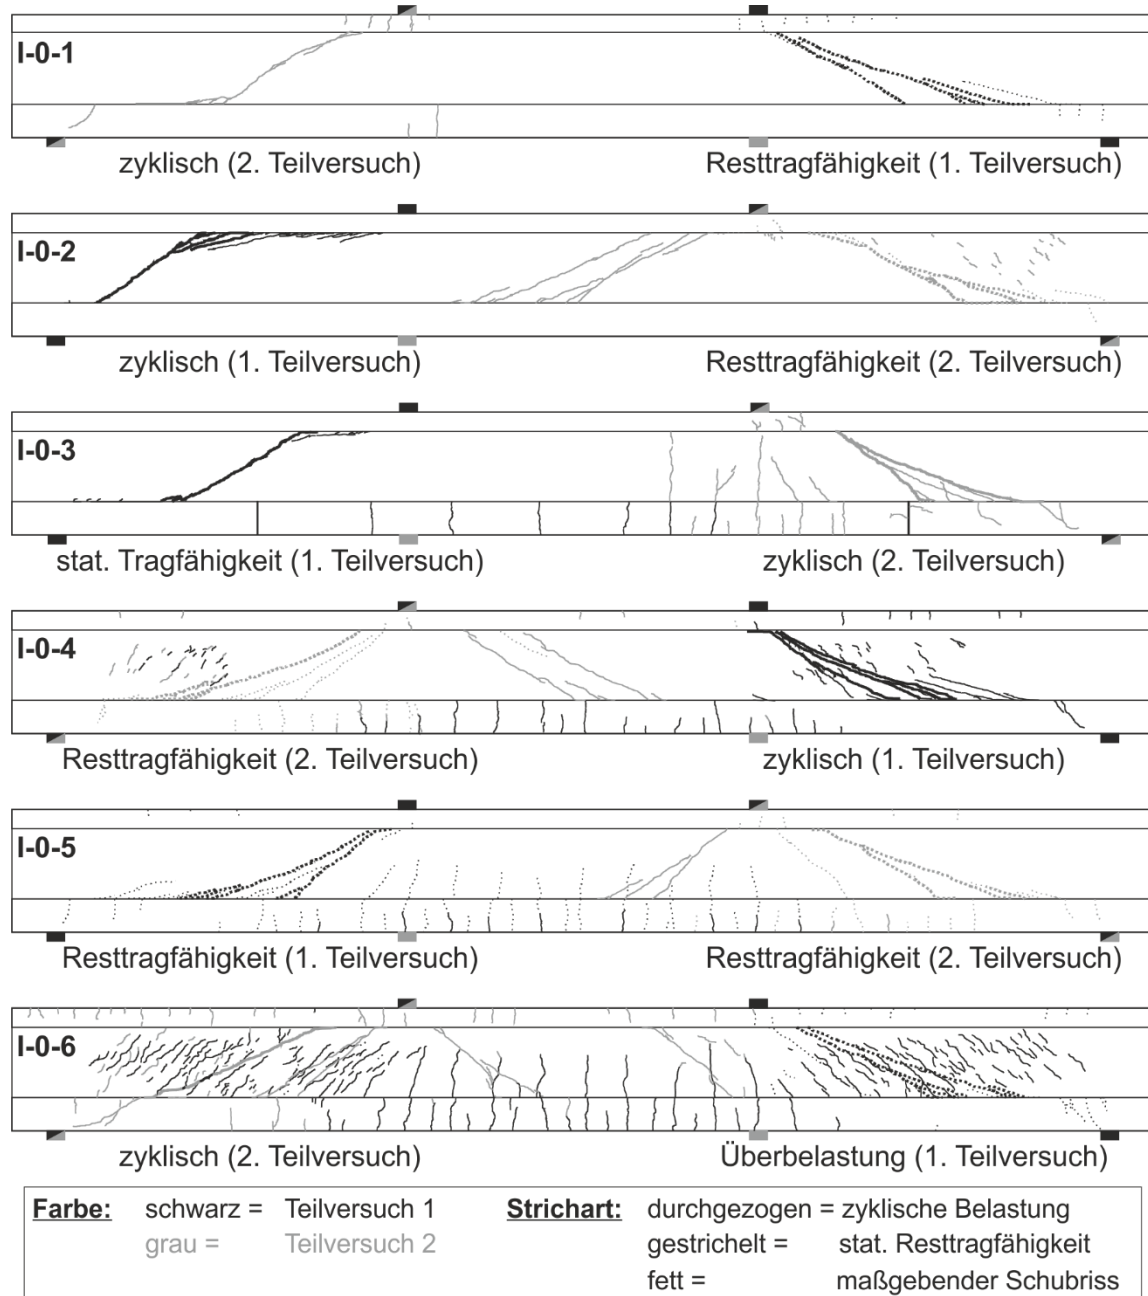 I-0-1
zyklisch (2. Teilversuch) Resttragfähigkeit (1. Teilversuch)
I-0-2
zyklisch (1. Teilversuch) Resttragfähigkeit (2. Teilversuch)
I-0-3
stat. Tragfähigkeit (1. Teilversuch) zyklisch (2. Teilversuch)
I-0-4
Resttragfähigkeit (2. Teilversuch) zyklisch (1. Teilversuch)
I-0-5
Resttragfähigkeit (1. Teilversuch) Resttragfähigkeit (2. Teilversuch)
I-0-6
zyklisch (2. Teilversuch) Überbelastung (1. Teilversuch)
Farbe: schwarz = Teilversuch 1 Strichart: durchgezogen = zyklische Belastung
grau = Teilversuch 2 gestrichelt = stat. Resttragfähigkeit
fett = maßgebender Schubriss